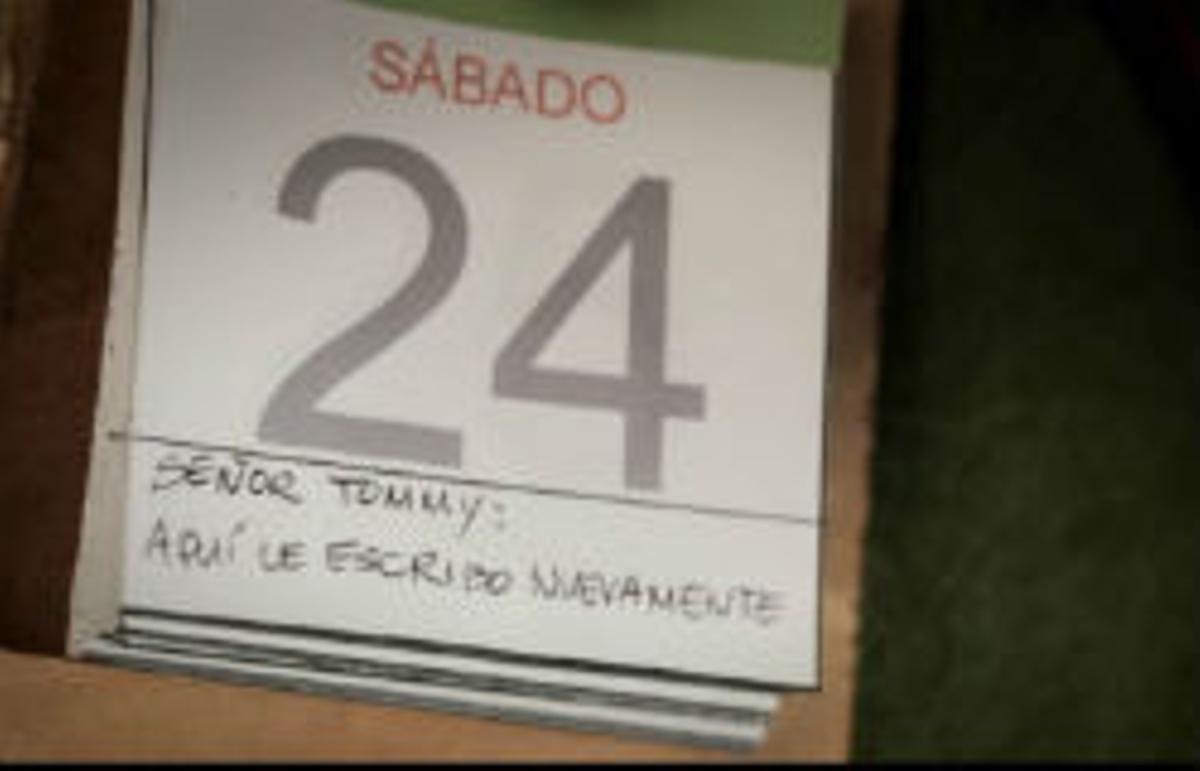 SÁBADO
24
SEÑOR TOMMY:
AQUÍ LE ESCRIBO NUEVAMENTE